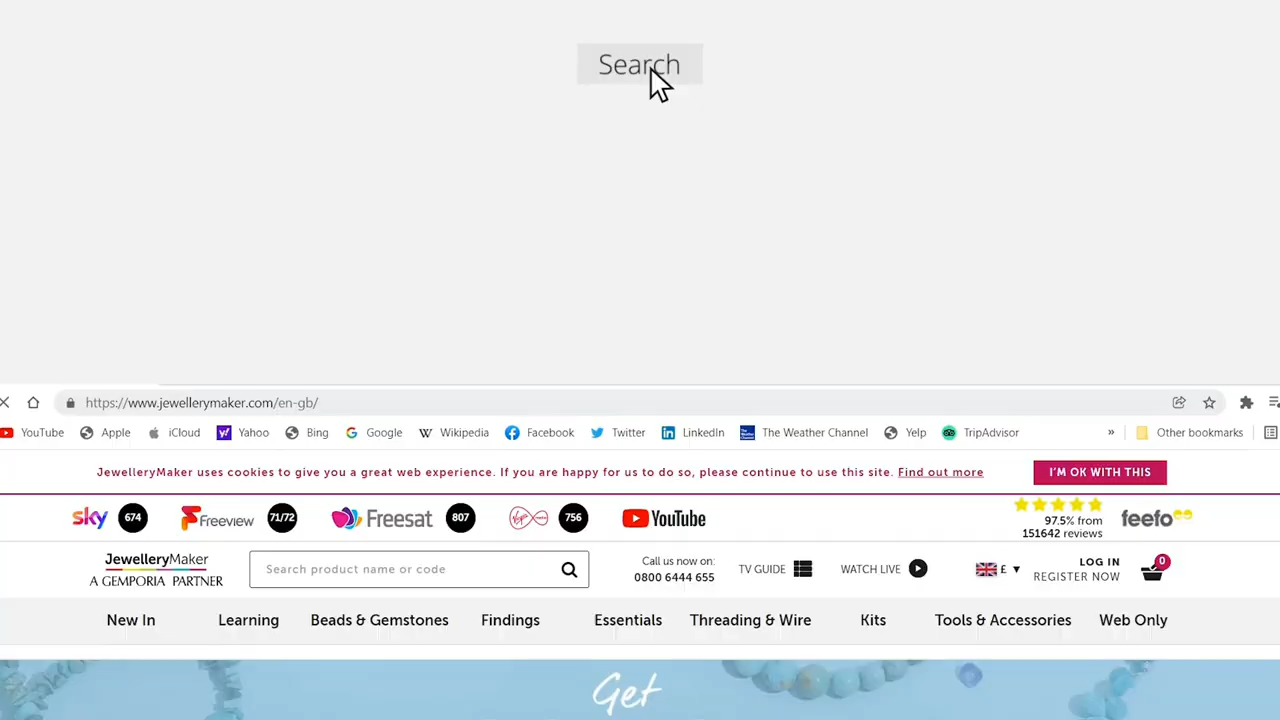 Search
https://www.jewellerymaker.com/en-gb/
YouTube Apple iCloud Yahoo Bing Google Wikipedia Facebook Twitter LinkedIn The Weather Channel Yelp TripAdvisor » Other bookmarks
JewelleryMaker uses cookies to give you a great web experience. If you are happy for us to do so, please continue to use this site. Find out more I'M OK WITH THIS
sky 674 Freeview 71/72 Freesat 807 Virgin media 756 YouTube
97.5% from
151642 reviews
feefo
JewelleryMaker
A GEMPORIA PARTNER
Search product name or code
Call us now on:
0800 6444 655
TV GUIDE WATCH LIVE £ ▼
LOG IN
REGISTER NOW
0
New In Learning Beads & Gemstones Findings Essentials Threading & Wire Kits Tools & Accessories Web Only
Get